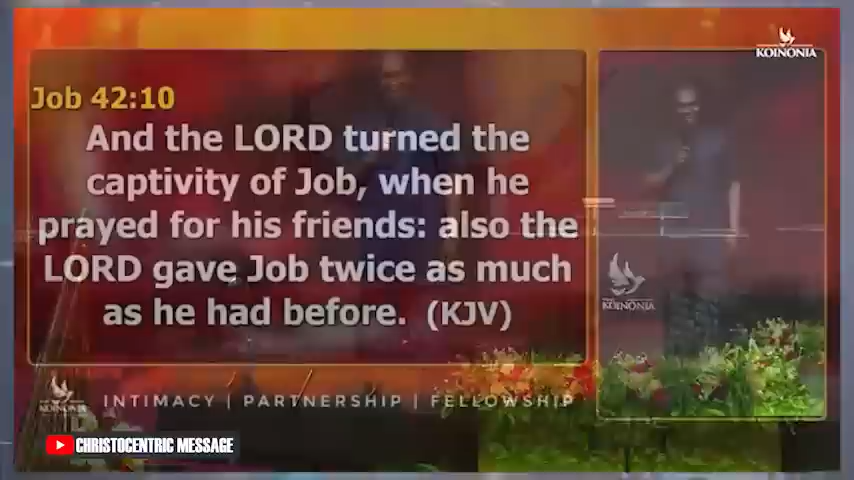 KOINONIA
Job 42:10
And the LORD turned the
captivity of Job, when he
prayed for his friends: also the
LORD gave Job twice as much
as he had before. (KJV)
KOINONIA
KOINONIA
INTIMACY | PARTNERSHIP | FELLOWSHIP
CHRISTOCENTRIC MESSAGE